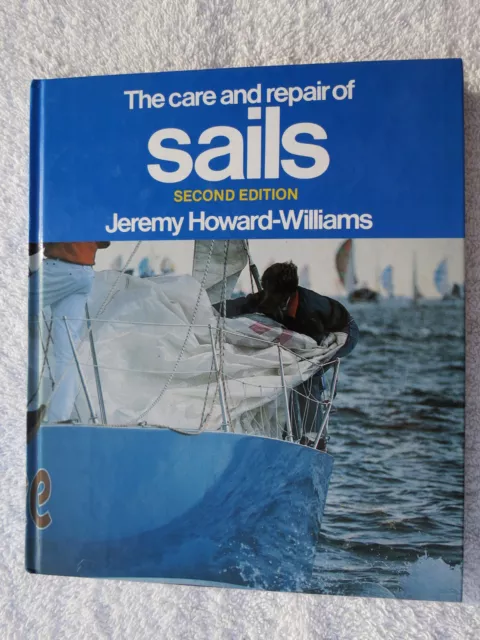 The care and repair of
sails
SECOND EDITION
Jeremy Howard-Williams
e